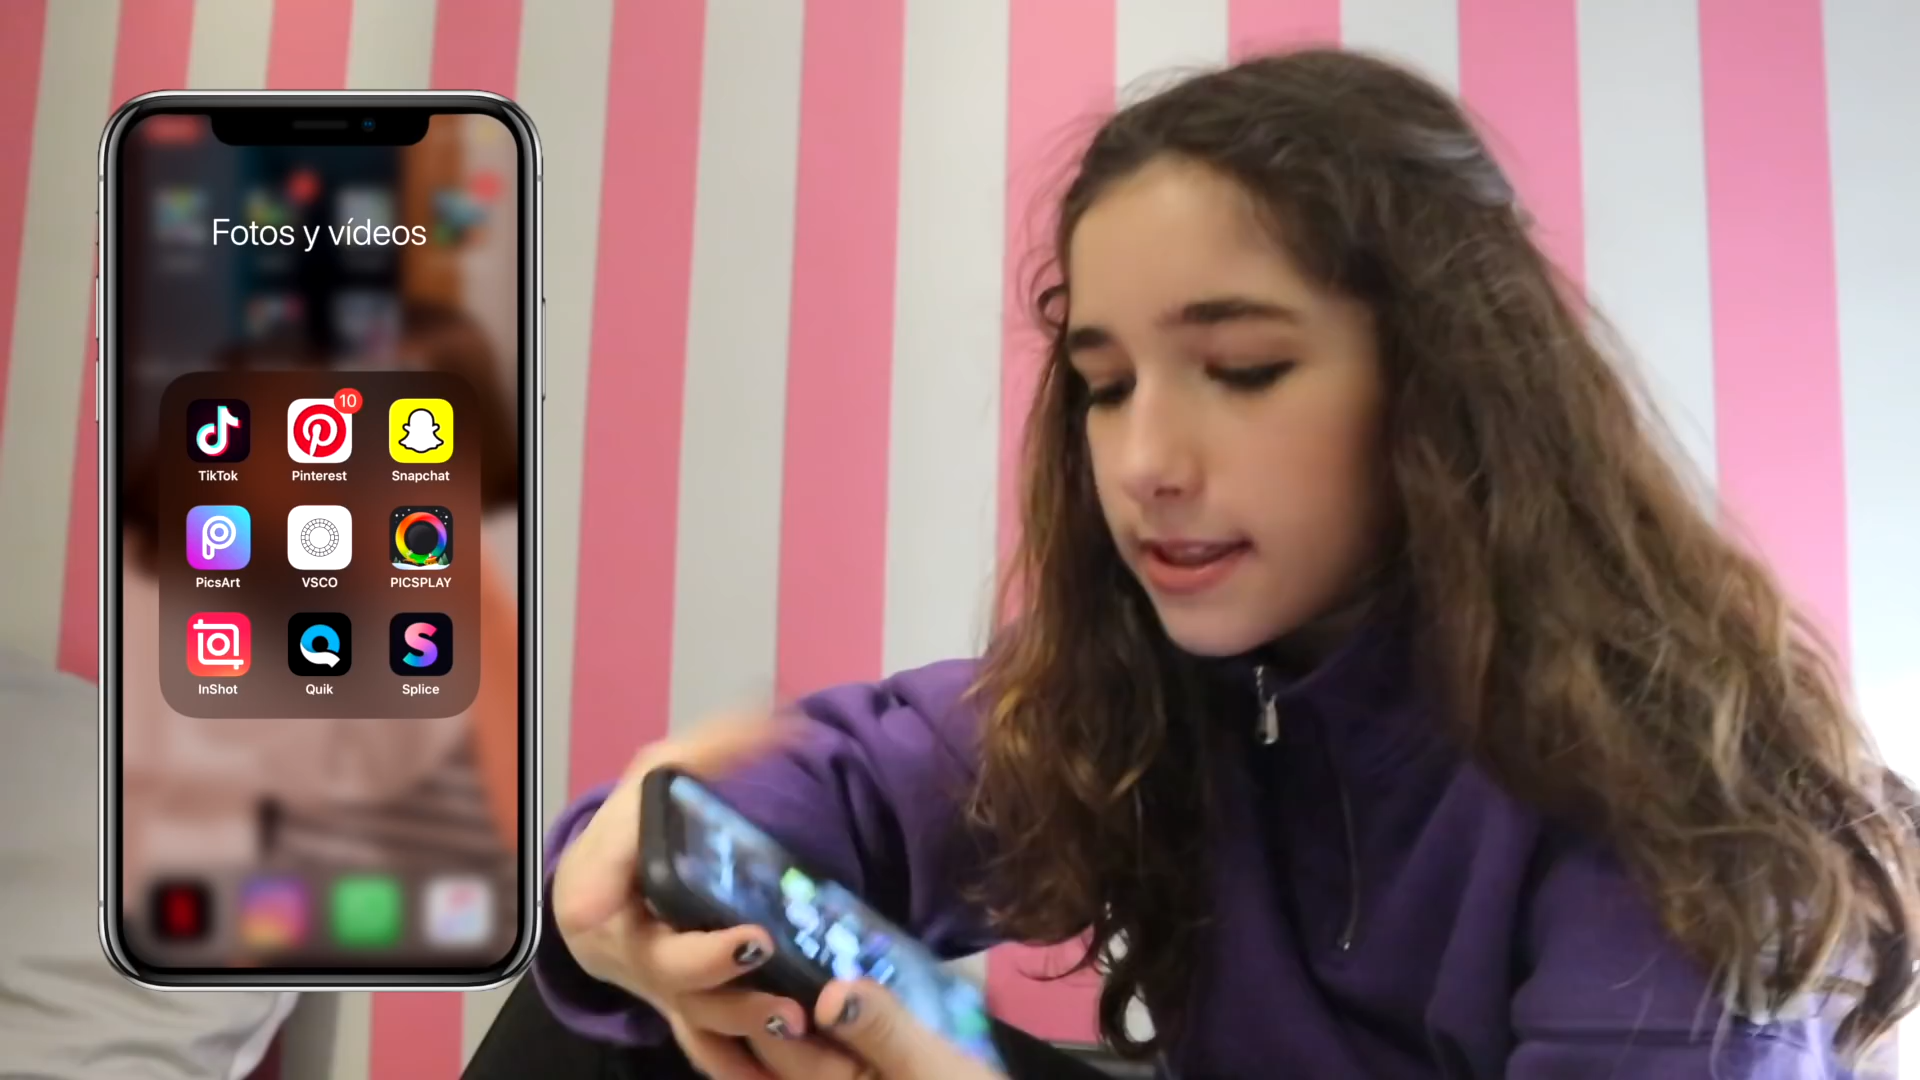 Fotos y vídeos
10
TikTok Pinterest Snapchat
PicsArt VSCO PICSPLAY
InShot Quik Splice